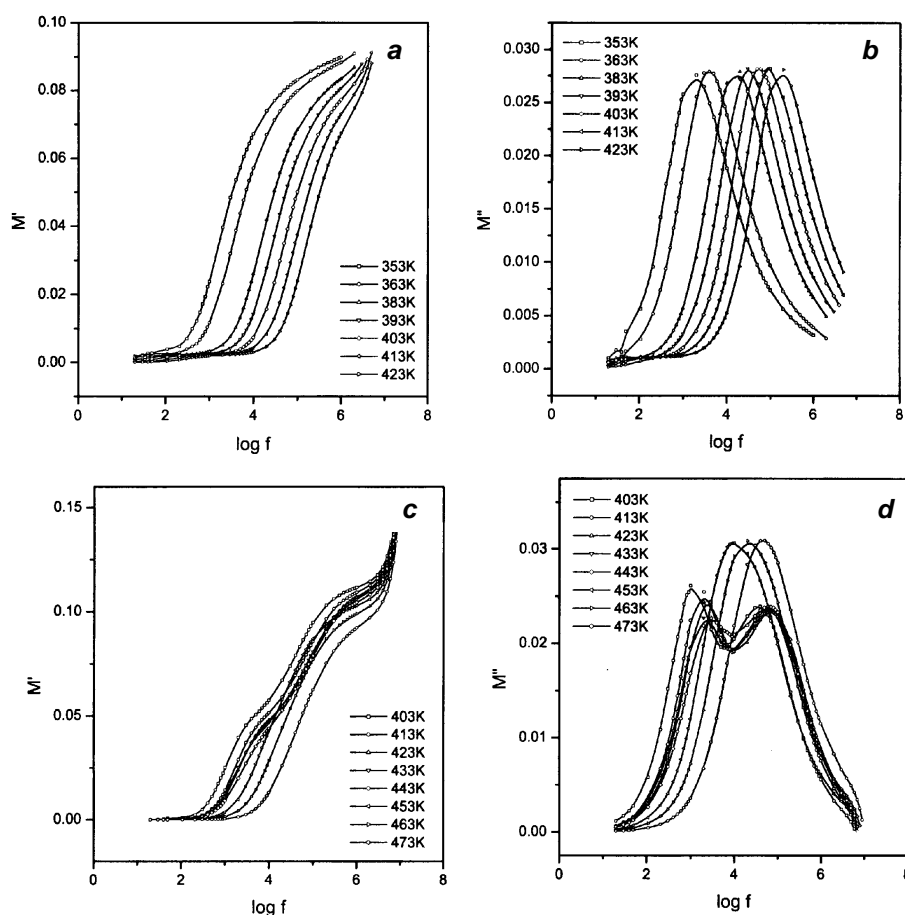 a
0.10
0.08
0.06
0.04
0.02
0.00
M'
353K
363K
383K
393K
403K
413K
423K
0 2 4 6 8
log f
b
0.030
0.025
0.020
0.015
0.010
0.005
0.000
M"
353K
363K
383K
393K
403K
413K
423K
0 2 4 6 8
log f
c
0.15
0.10
0.05
0.00
M'
403K
413K
423K
433K
443K
453K
463K
473K
0 2 4 6 8
log f
d
0.03
0.02
0.01
0.00
M"
403K
413K
423K
433K
443K
453K
463K
473K
0 2 4 6 8
log f